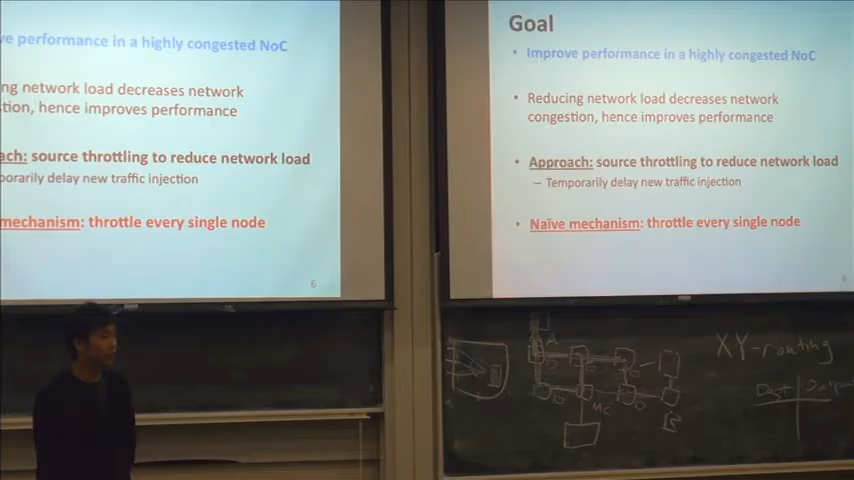 ve performance in a highly congested NoC
ng network load decreases network
tion, hence improves performance
ach: source throttling to reduce network load
porarily delay new traffic injection
mechanism: throttle every single node
6
Goal
• Improve performance in a highly congested NoC
• Reducing network load decreases network
congestion, hence improves performance
• Approach: source throttling to reduce network load
– Temporarily delay new traffic injection
• Naïve mechanism: throttle every single node
6
XY-routing
A
MC
B